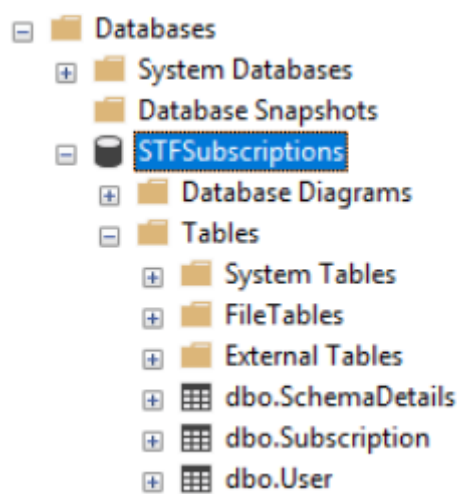 Databases
System Databases
Database Snapshots
STFSubscriptions
Database Diagrams
Tables
System Tables
FileTables
External Tables
dbo.SchemaDetails
dbo.Subscription
dbo.User